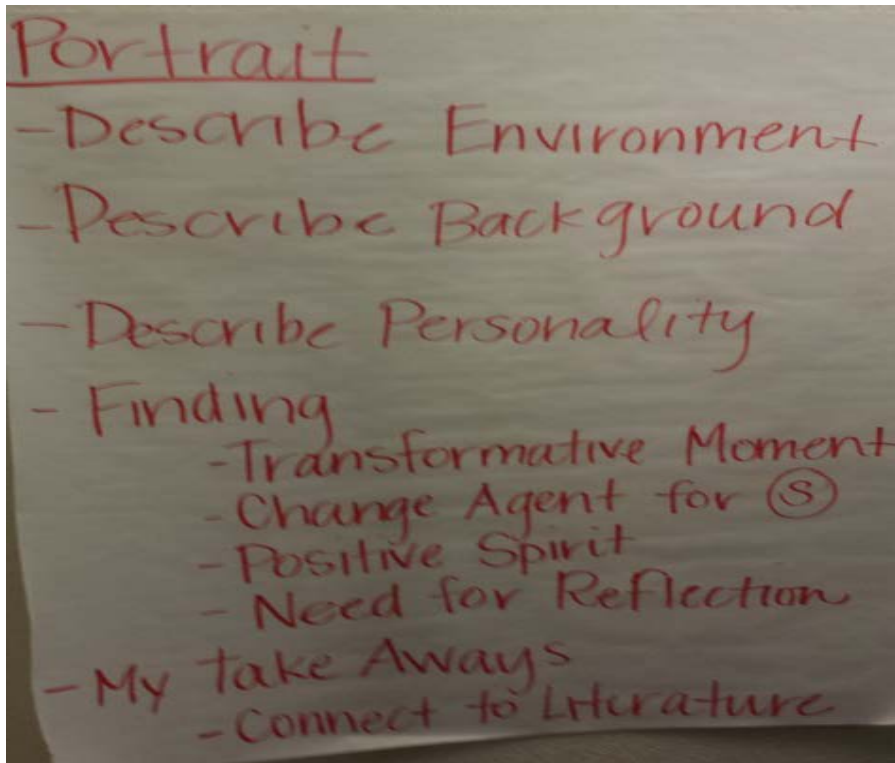 Portrait
- Describe Environment
- Describe Background
- Describe Personality
- Finding
- Transformative Moment
- Change Agent for Ⓢ
- Positive Spirit
- Need for Reflection
- My take Aways
- Connect to Literature